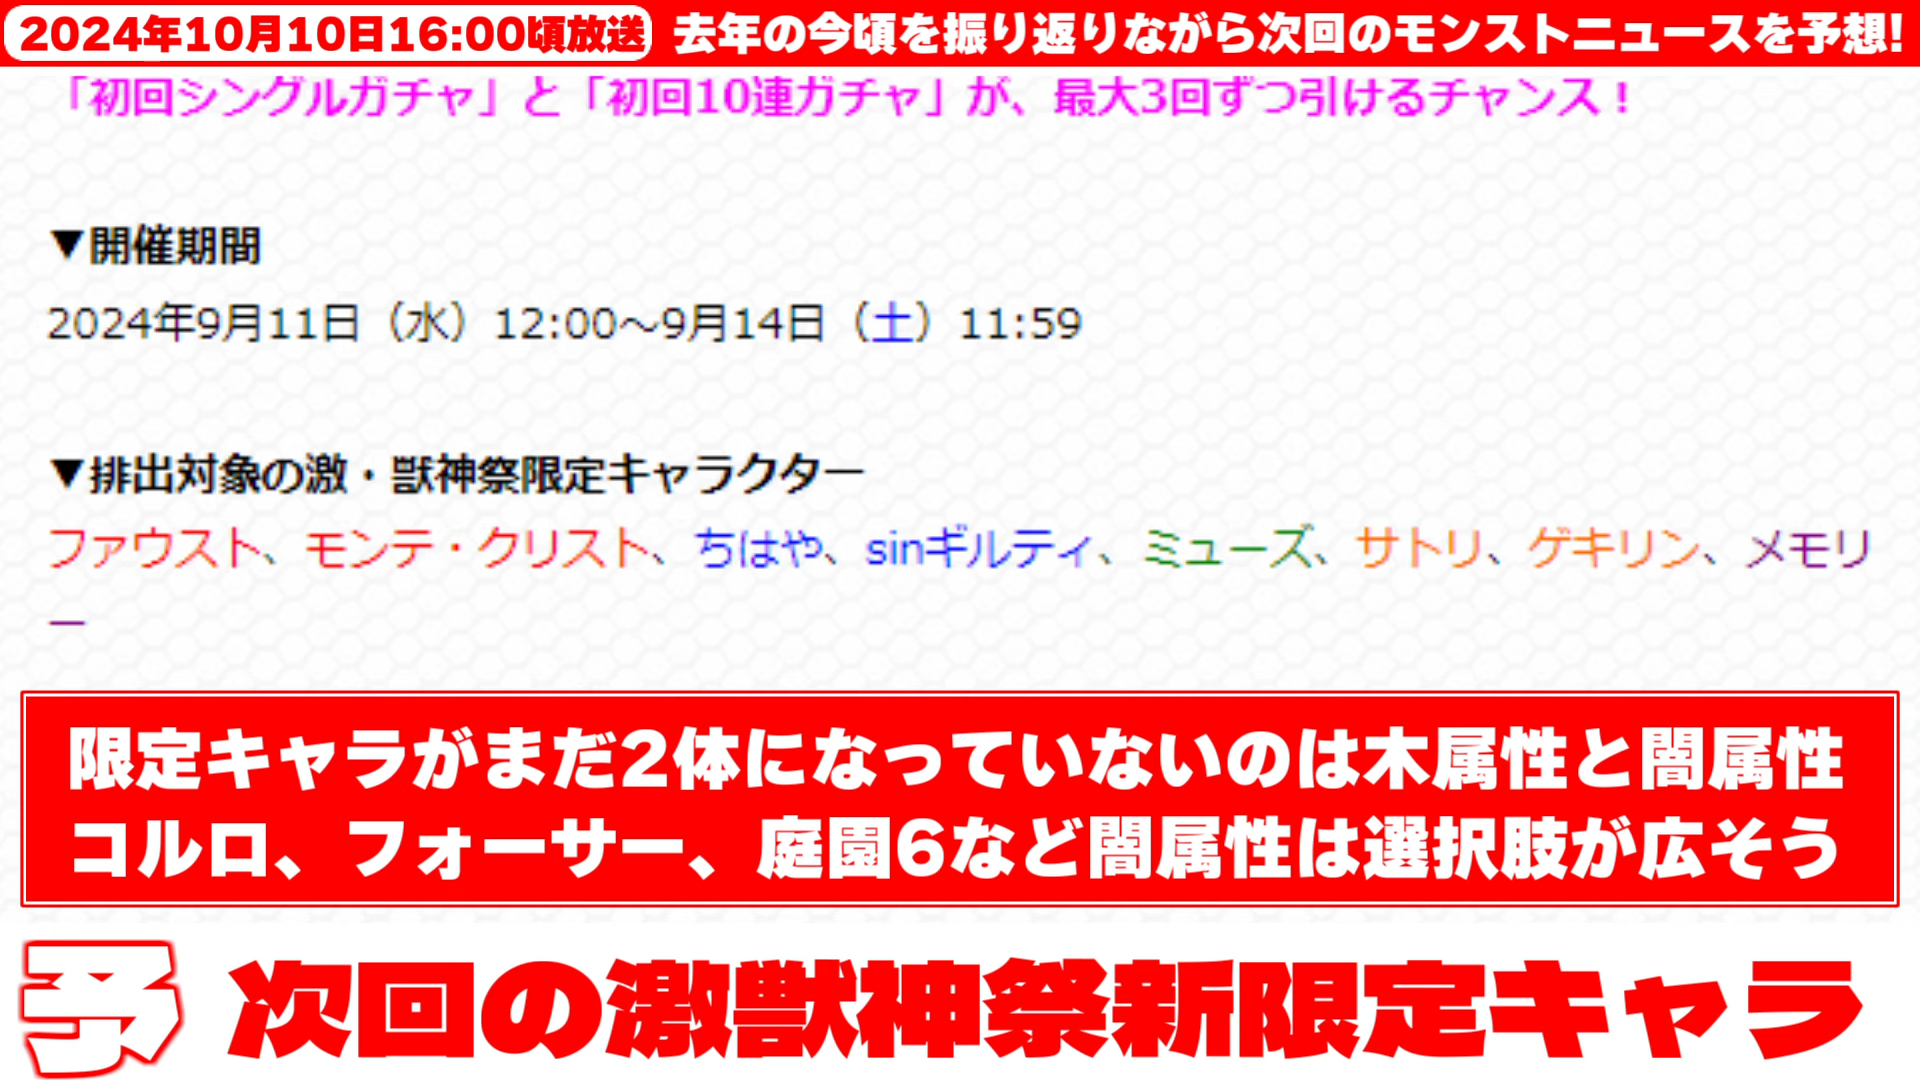 2024年10月10日16:00頃放送
去年の今頃を振り返りながら次回のモンストニュースを予想!
「初回シングルガチャ」と「初回10連ガチャ」が、最大3回ずつ引けるチャンス！
▼開催期間
2024年9月11日（水）12:00～9月14日（土）11:59
▼排出対象の激・獣神祭限定キャラクター
ファウスト、モンテ・クリスト、ちはや、sinギルティ、ミューズ、サトリ、ゲキリン、メモリ
ー
限定キャラがまだ2体になっていないのは木属性と闇属性
コルロ、フォーサー、庭園6など闇属性は選択肢が広そう
予 次回の激獣神祭新限定キャラ